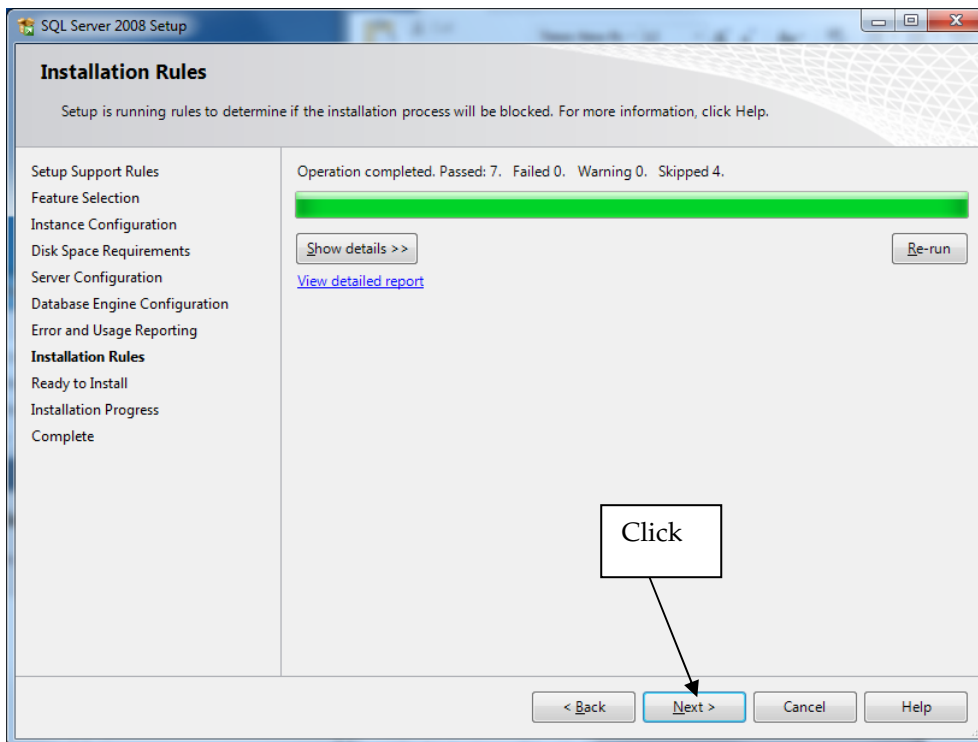 SQL Server 2008 Setup
Installation Rules
Setup is running rules to determine if the installation process will be blocked. For more information, click Help.
Setup Support Rules
Feature Selection
Instance Configuration
Disk Space Requirements
Server Configuration
Database Engine Configuration
Error and Usage Reporting
Installation Rules
Ready to Install
Installation Progress
Complete
Operation completed. Passed: 7.   Failed 0.   Warning 0.   Skipped 4.
Show details >>
Re-run
View detailed report
Click
< Back
Next >
Cancel
Help